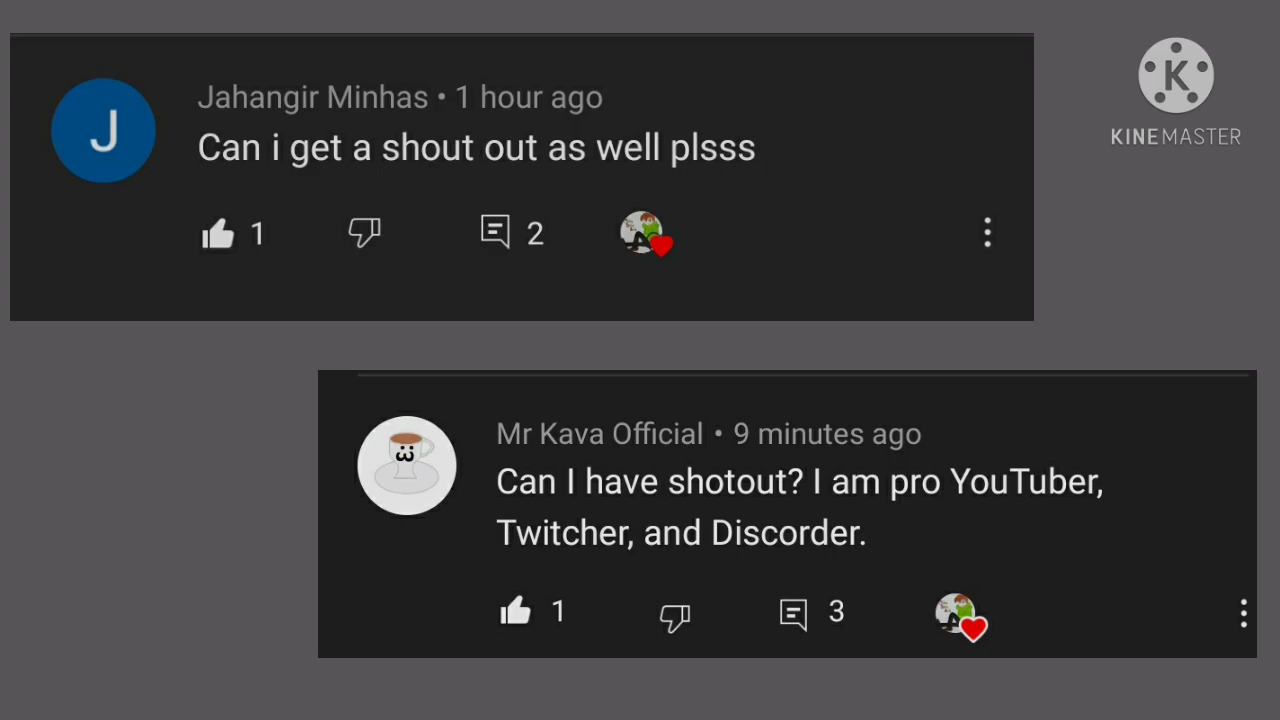 J
Jahangir Minhas • 1 hour ago
Can i get a shout out as well plsss
1
2
K
KINEMASTER
Mr Kava Official • 9 minutes ago
Can I have shotout? I am pro YouTuber,
Twitcher, and Discorder.
1
3